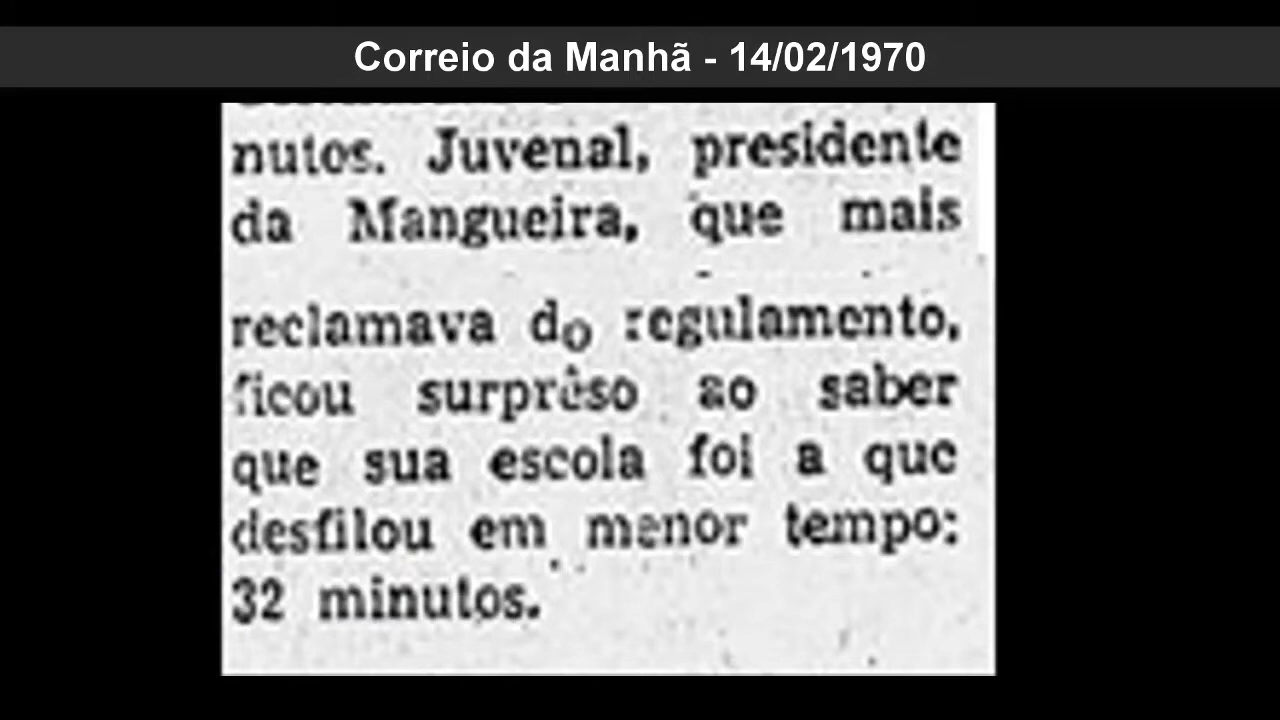 Correio da Manhã - 14/02/1970
nutos. Juvenal, presidente
da Mangueira, que mais
reclamava do regulamento,
ficou surprêso ao saber
que sua escola foi a que
desfilou em menor tempo:
32 minutos.